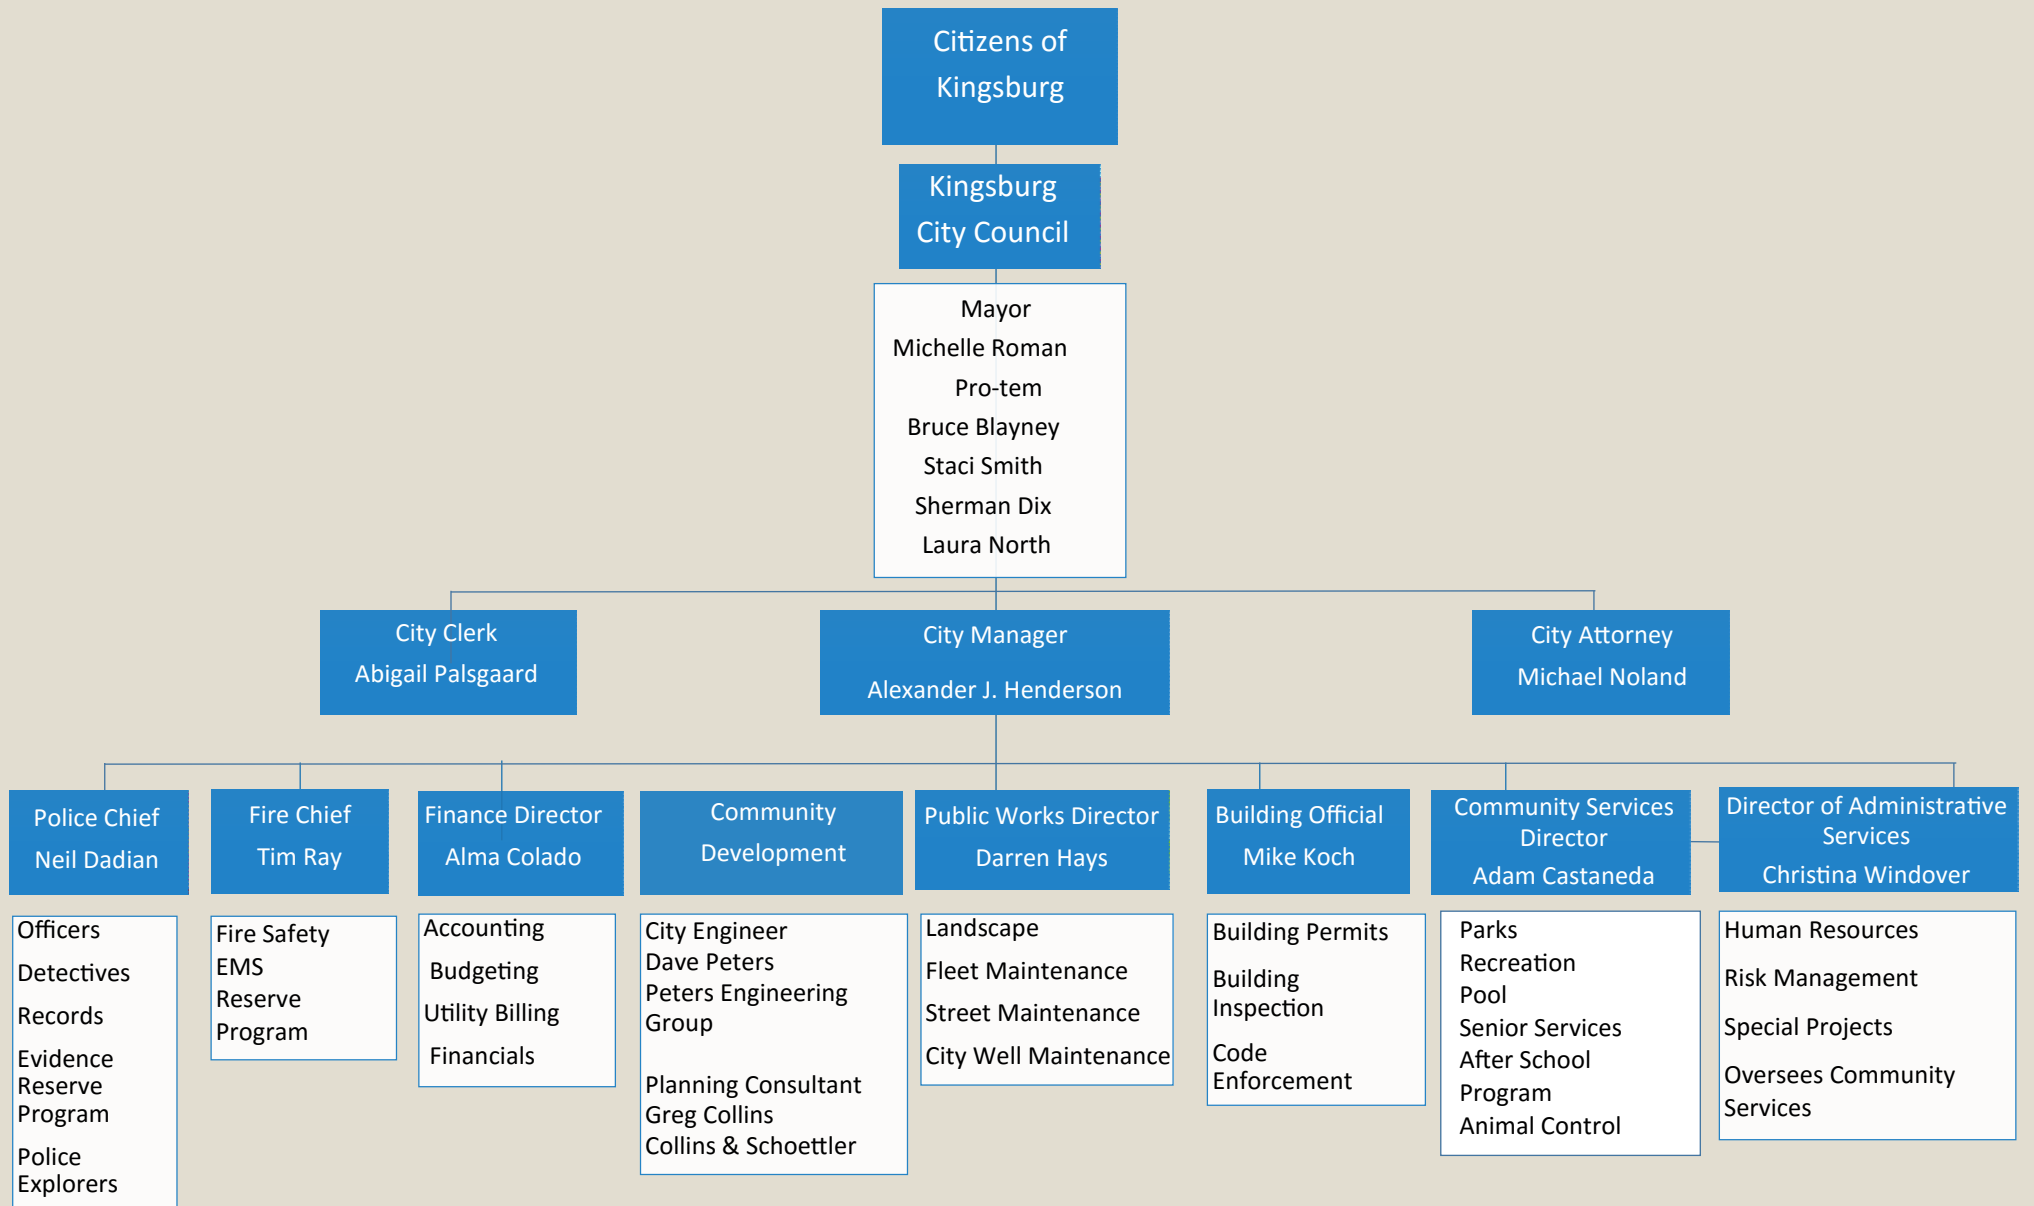 Citizens of
Kingsburg
Kingsburg
City Council
Mayor
Michelle Roman
Pro-tem
Bruce Blayney
Staci Smith
Sherman Dix
Laura North
City Clerk
Abigail Palsgaard
City Manager
Alexander J. Henderson
City Attorney
Michael Noland
Police Chief
Neil Dadian
Officers
Detectives
Records
Evidence
Reserve
Program
Police
Explorers
Fire Chief
Tim Ray
Fire Safety
EMS
Reserve
Program
Finance Director
Alma Colado
Accounting
Budgeting
Utility Billing
Financials
Community
Development
City Engineer
Dave Peters
Peters Engineering
Group
Planning Consultant
Greg Collins
Collins & Schoettler
Public Works Director
Darren Hays
Landscape
Fleet Maintenance
Street Maintenance
City Well Maintenance
Building Official
Mike Koch
Building Permits
Building
Inspection
Code
Enforcement
Community Services
Director
Adam Castaneda
Parks
Recreation
Pool
Senior Services
After School
Program
Animal Control
Director of Administrative
Services
Christina Windover
Human Resources
Risk Management
Special Projects
Oversees Community
Services